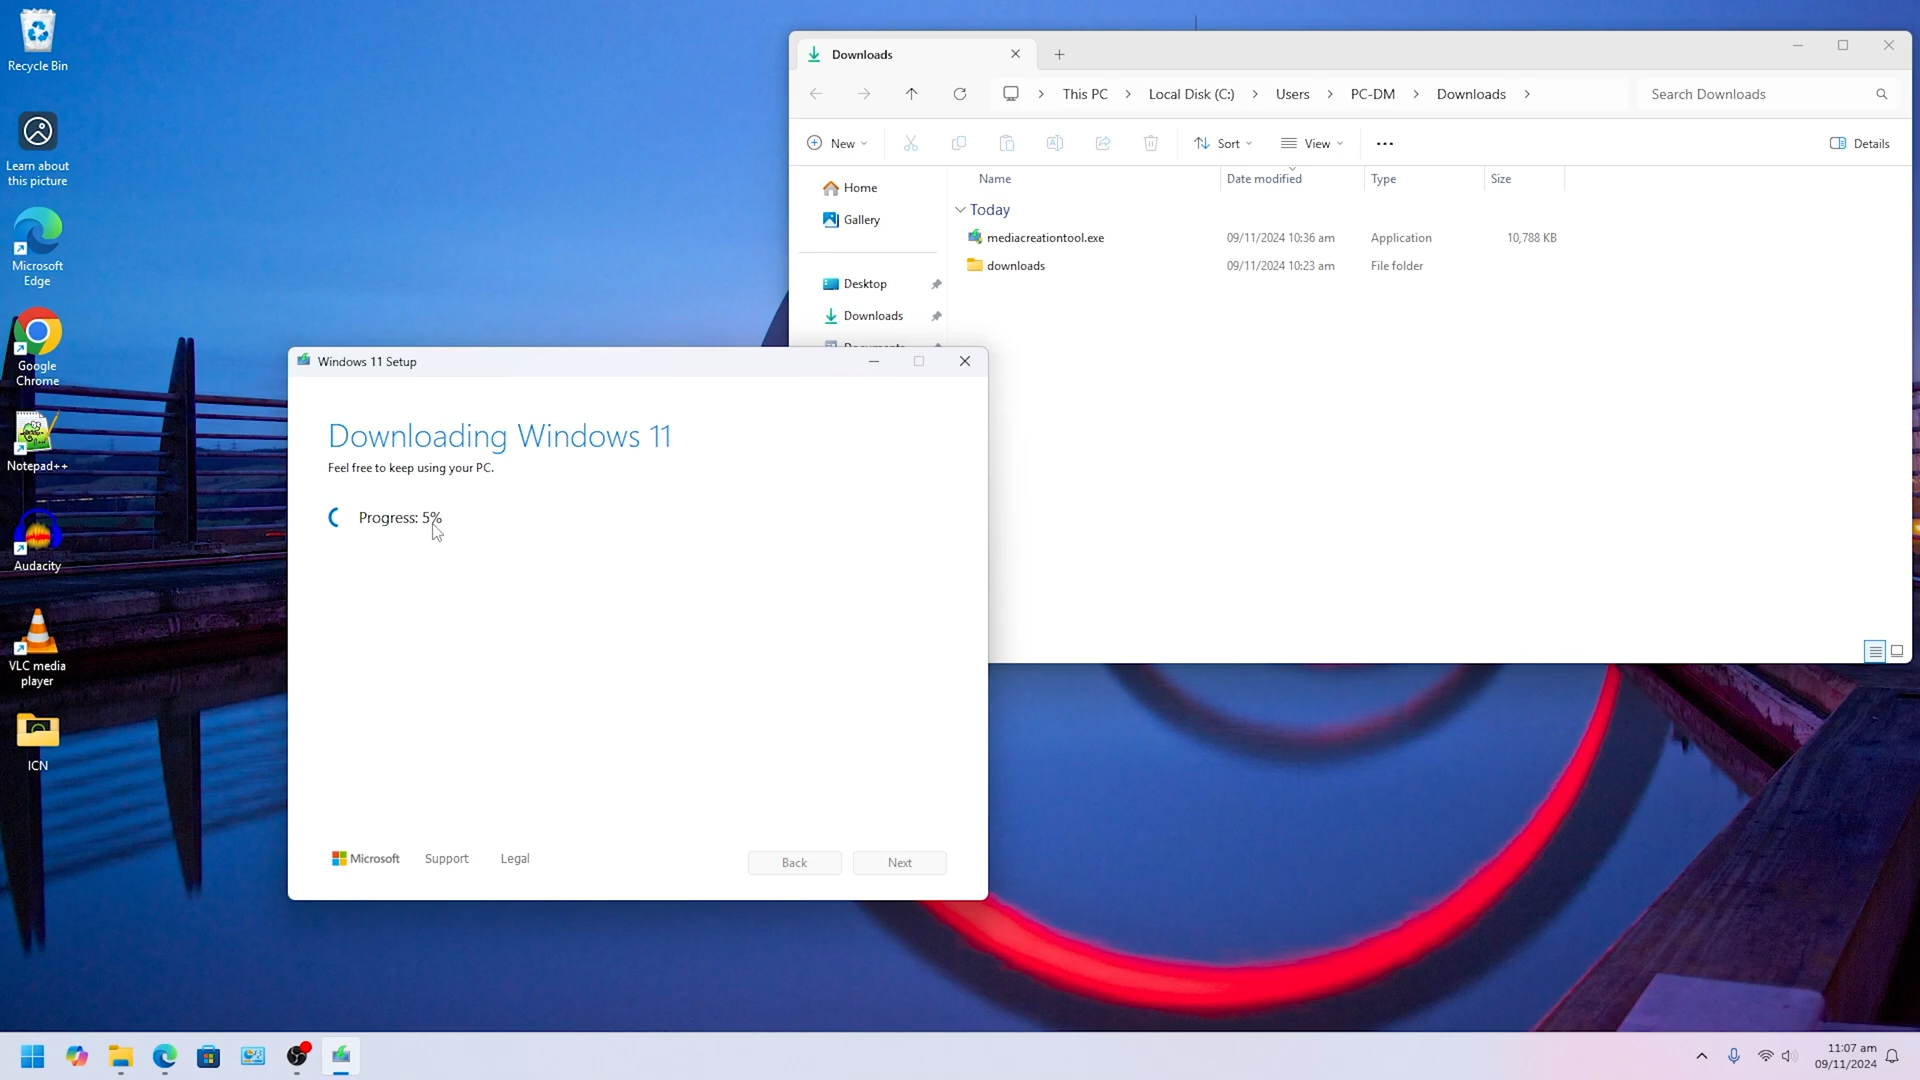 Recycle Bin
Learn about
this picture
Microsoft
Edge
Google
Chrome
Notepad++
Audacity
VLC media
player
ICN
Downloads
This PC
Local Disk (C:)
Users
PC-DM
Downloads
Search Downloads
New
Sort
View
Details
Name
Date modified
Type
Size
Home
Gallery
Desktop
Downloads
Documents
Today
mediacreationtool.exe
09/11/2024 10:36 am
Application
10,788 KB
downloads
09/11/2024 10:23 am
File folder
Windows 11 Setup
Downloading Windows 11
Feel free to keep using your PC.
Progress: 5%
Microsoft
Support
Legal
Back
Next
11:07 am
09/11/2024